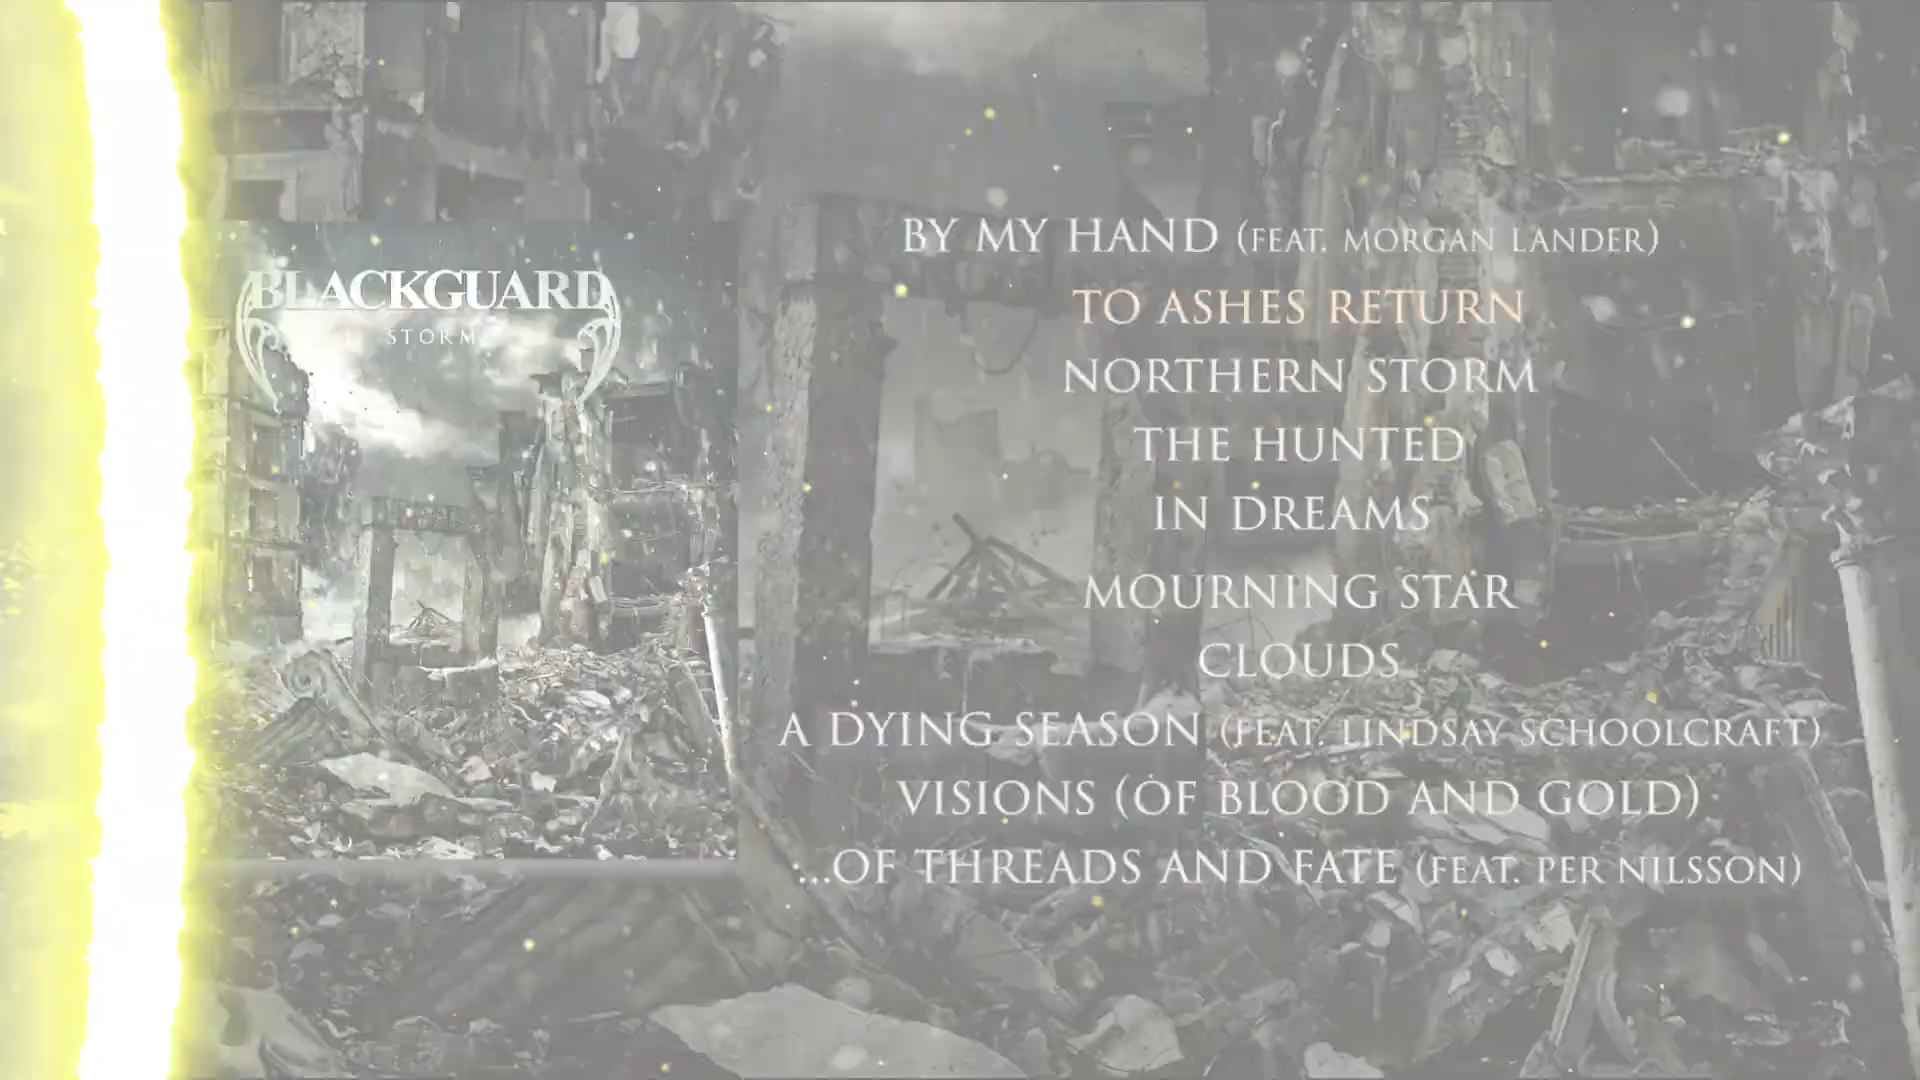 BLACKGUARD
STORM
BY MY HAND (FEAT. MORGAN LANDER)
TO ASHES RETURN
NORTHERN STORM
THE HUNTED
IN DREAMS
MOURNING STAR
CLOUDS
A DYING SEASON (FEAT. LINDSAY SCHOOLCRAFT)
VISIONS (OF BLOOD AND GOLD)
...OF THREADS AND FATE (FEAT. PER NILSSON)